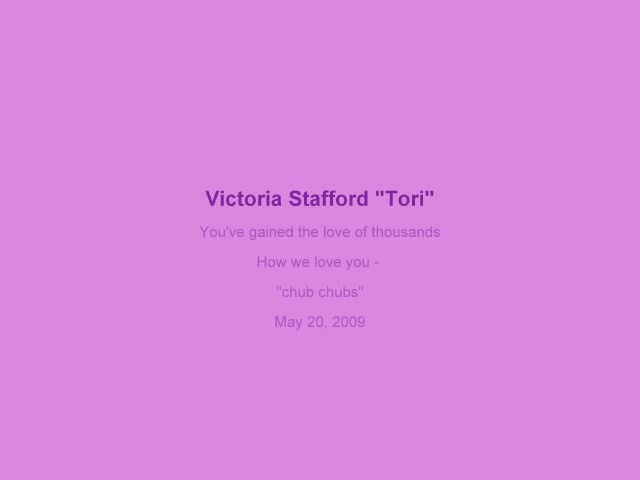 Victoria Stafford "Tori"
You've gained the love of thousands
How we love you -
"chub chubs"
May 20, 2009